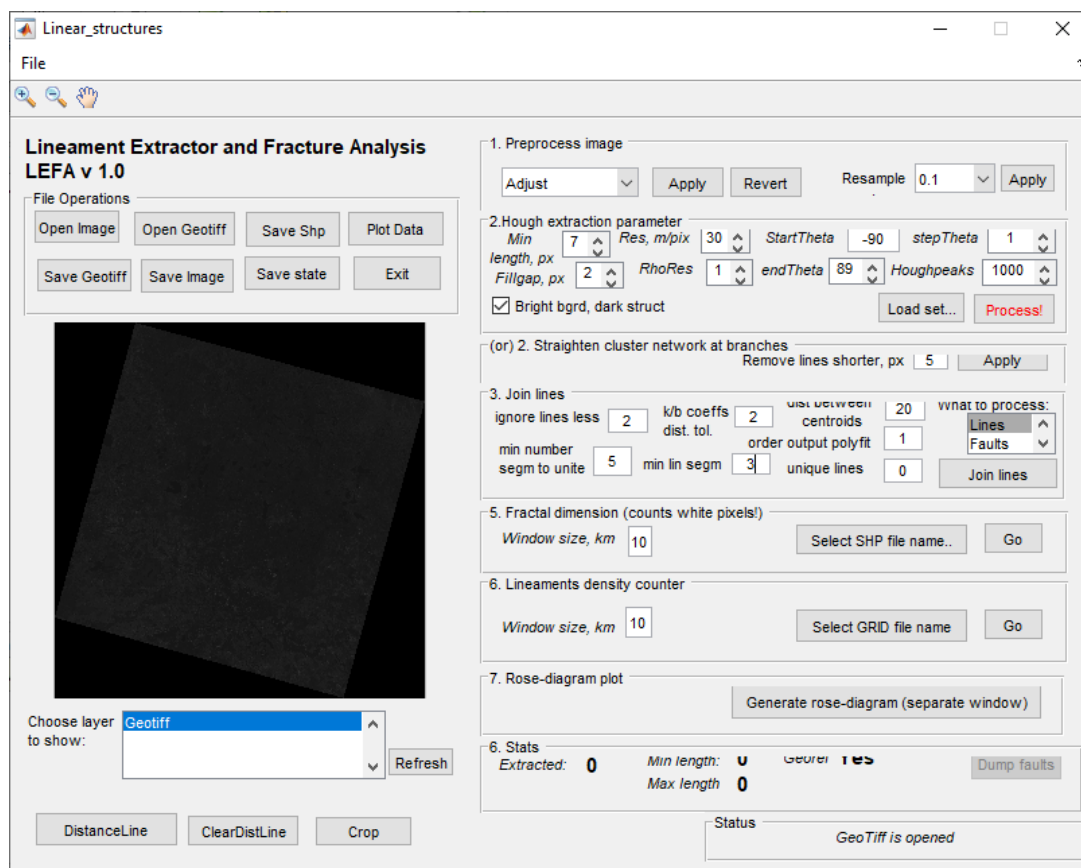 Linear_structures
File
Lineament Extractor and Fracture Analysis
LEFA v 1.0
File Operations
Open Image
Open Geotiff
Save Shp
Plot Data
Save Geotiff
Save Image
Save state
Exit
Choose layer
to show:
Geotiff
Refresh
DistanceLine
ClearDistLine
Crop
1. Preprocess image
Adjust
Apply
Revert
Resample
0.1
Apply
2.Hough extraction parameter
Min
length, px
7
Res, m/pix
30
StartTheta
-90
stepTheta
1
Fillgap, px
2
RhoRes
1
endTheta
89
Houghpeaks
1000
Bright bgrd, dark struct
Load set...
Process!
(or) 2. Straighten cluster network at branches
Remove lines shorter, px
5
Apply
3. Join lines
ignore lines less
2
k/b coeffs
dist. tol.
2
dist between
centroids
20
What to process:
Lines
Faults
min number
segm to unite
5
min lin segm
3
order output polyfit
1
unique lines
0
Join lines
5. Fractal dimension (counts white pixels!)
Window size, km
10
Select SHP file name..
Go
6. Lineaments density counter
Window size, km
10
Select GRID file name
Go
7. Rose-diagram plot
Generate rose-diagram (separate window)
6. Stats
Extracted:
0
Min length:
0
Georef
Yes
Max length
0
Dump faults
Status
GeoTiff is opened